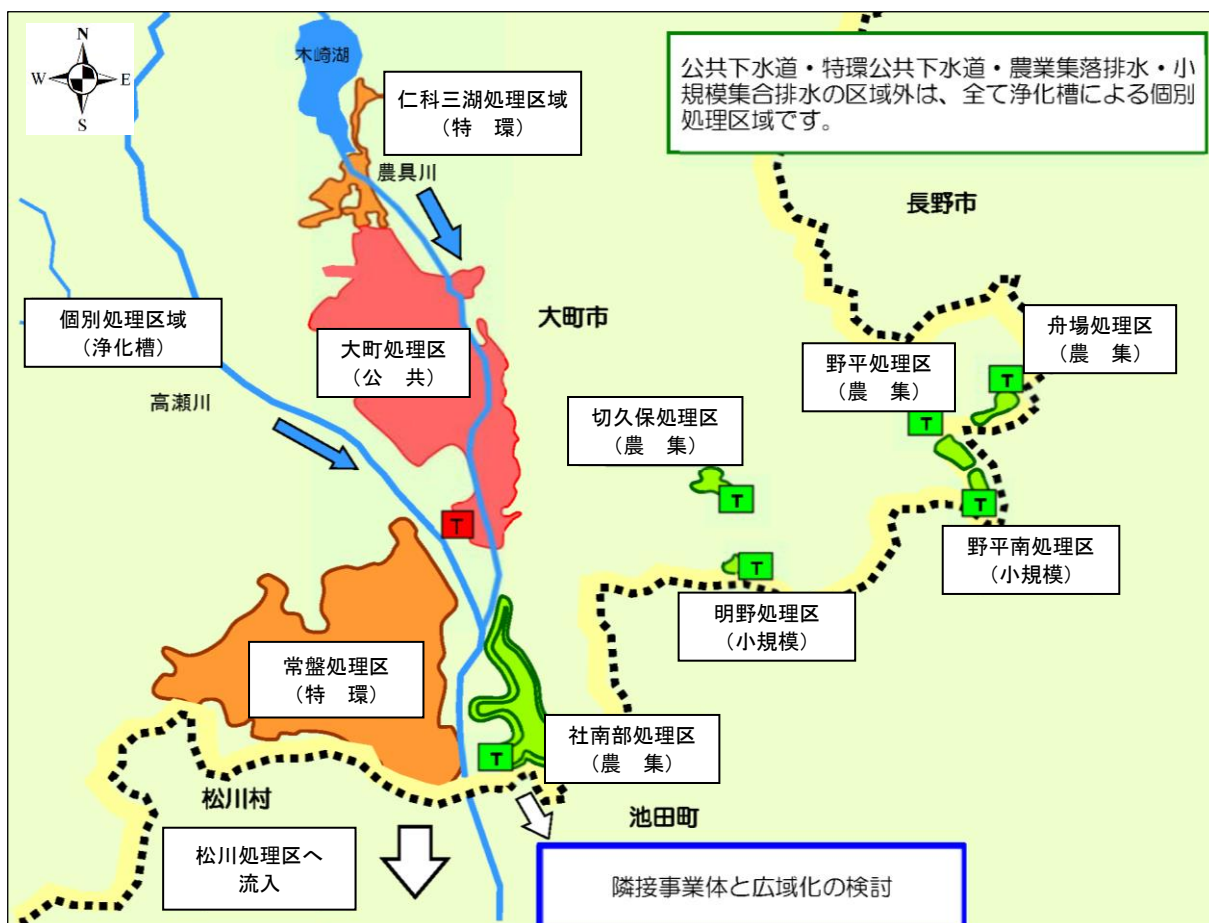 N
W
E
S
木崎湖
仁科三湖処理区域
（特　環）
公共下水道・特環公共下水道・農業集落排水・小
規模集合排水の区域外は、全て浄化槽による個別
処理区域です。
農具川
長野市
個別処理区域
（浄化槽）
大町処理区
（公　共）
大町市
舟場処理区
（農　集）
野平処理区
（農　集）
高瀬川
切久保処理区
（農　集）
T
T
T
T
T
野平南処理区
（小規模）
T
明野処理区
（小規模）
常盤処理区
（特　環）
社南部処理区
（農　集）
T
松川村
池田町
松川処理区へ
流入
隣接事業体と広域化の検討